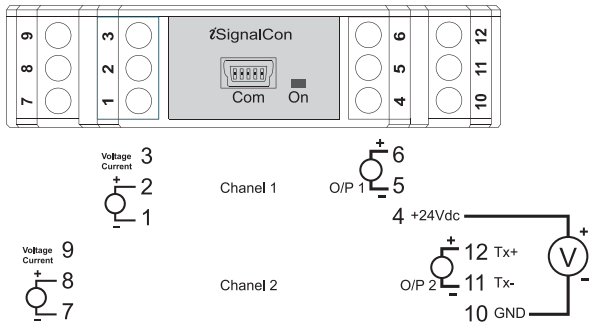 9 3 iSignalCon 6 12
8 2 5 11
7 1 Com On 4 10
Voltage 3
Current
+ 2
- 1
Chanel 1
O/P 1
+ 6
- 5
4 +24Vdc
Voltage 9
Current
+ 8
- 7
Chanel 2
O/P 2
+ 12 Tx+
- 11 Tx-
10 GND
+
V
-